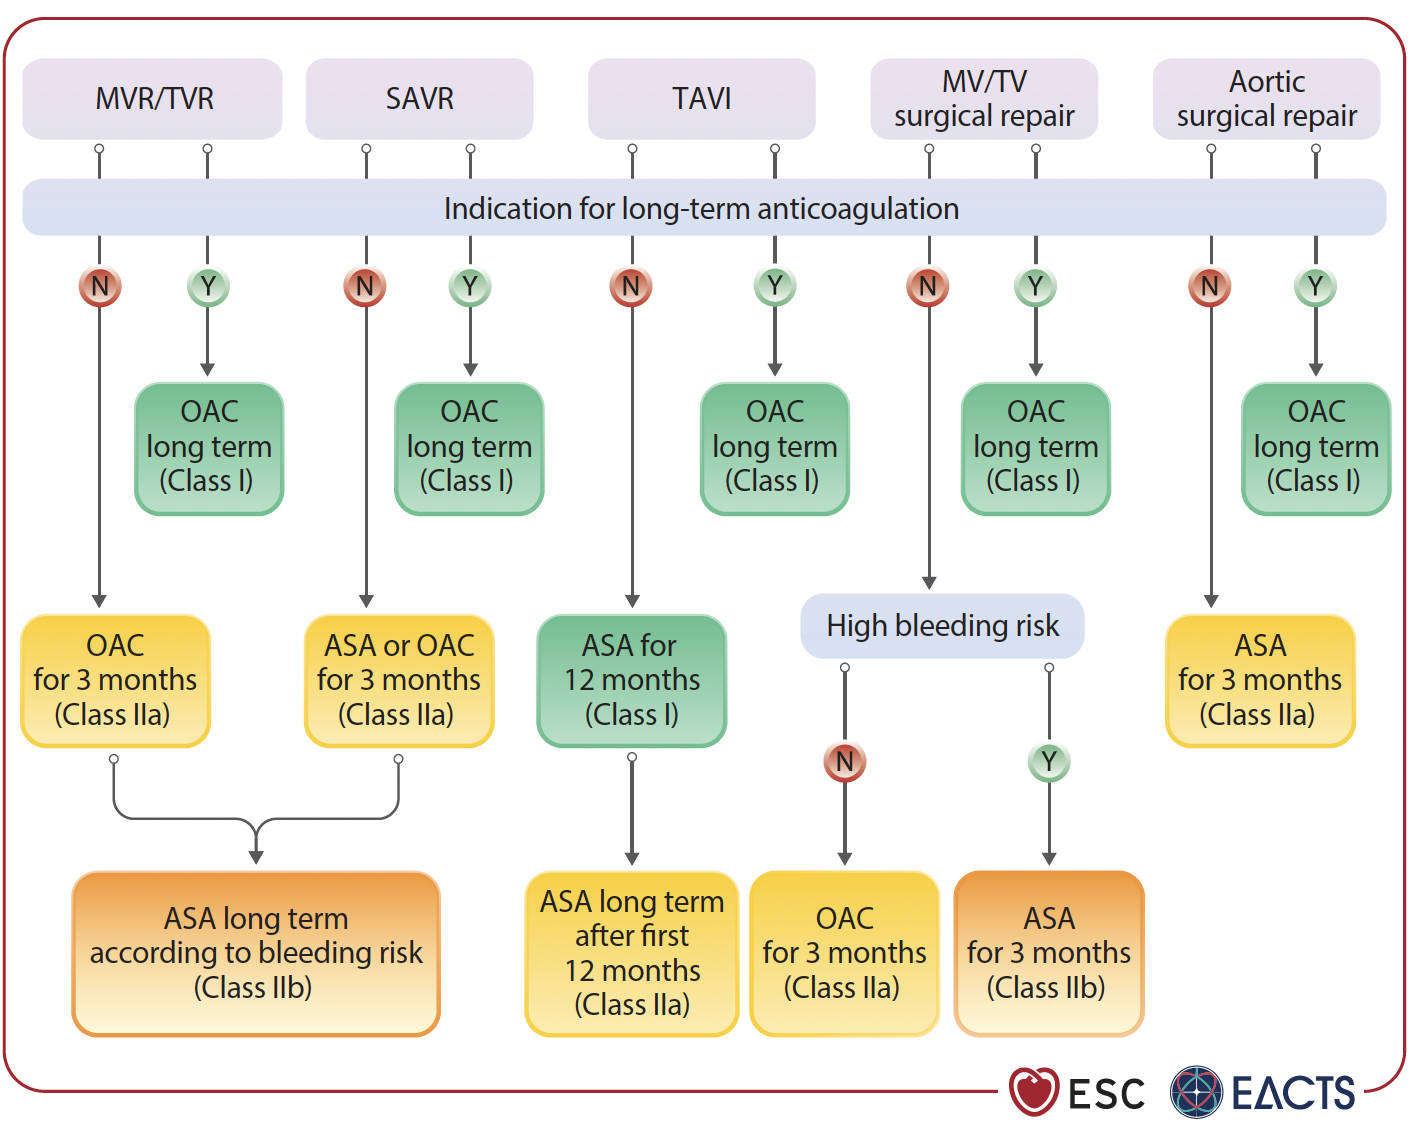 MVR/TVR
SAVR
TAVI
MV/TV
surgical repair
Aortic
surgical repair
Indication for long-term anticoagulation
N
Y
N
Y
N
Y
N
Y
N
Y
OAC
long term
(Class I)
OAC
long term
(Class I)
OAC
long term
(Class I)
OAC
long term
(Class I)
OAC
long term
(Class I)
OAC
for 3 months
(Class IIa)
ASA or OAC
for 3 months
(Class IIa)
ASA for
12 months
(Class I)
High bleeding risk
ASA
for 3 months
(Class IIa)
N
Y
ASA long term
according to bleeding risk
(Class IIb)
ASA long term
after first
12 months
(Class IIa)
OAC
for 3 months
(Class IIa)
ASA
for 3 months
(Class IIb)
ESC
EACTS